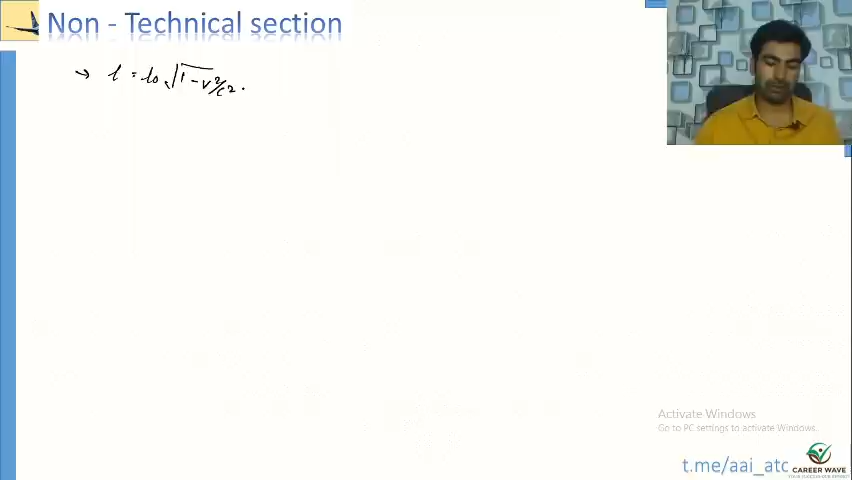 Non - Technical section
→ l = l₀ √1 - v²/c².
Activate Windows
Go to PC settings to activate Windows.
t.me/aai_atc
CAREER WAVE